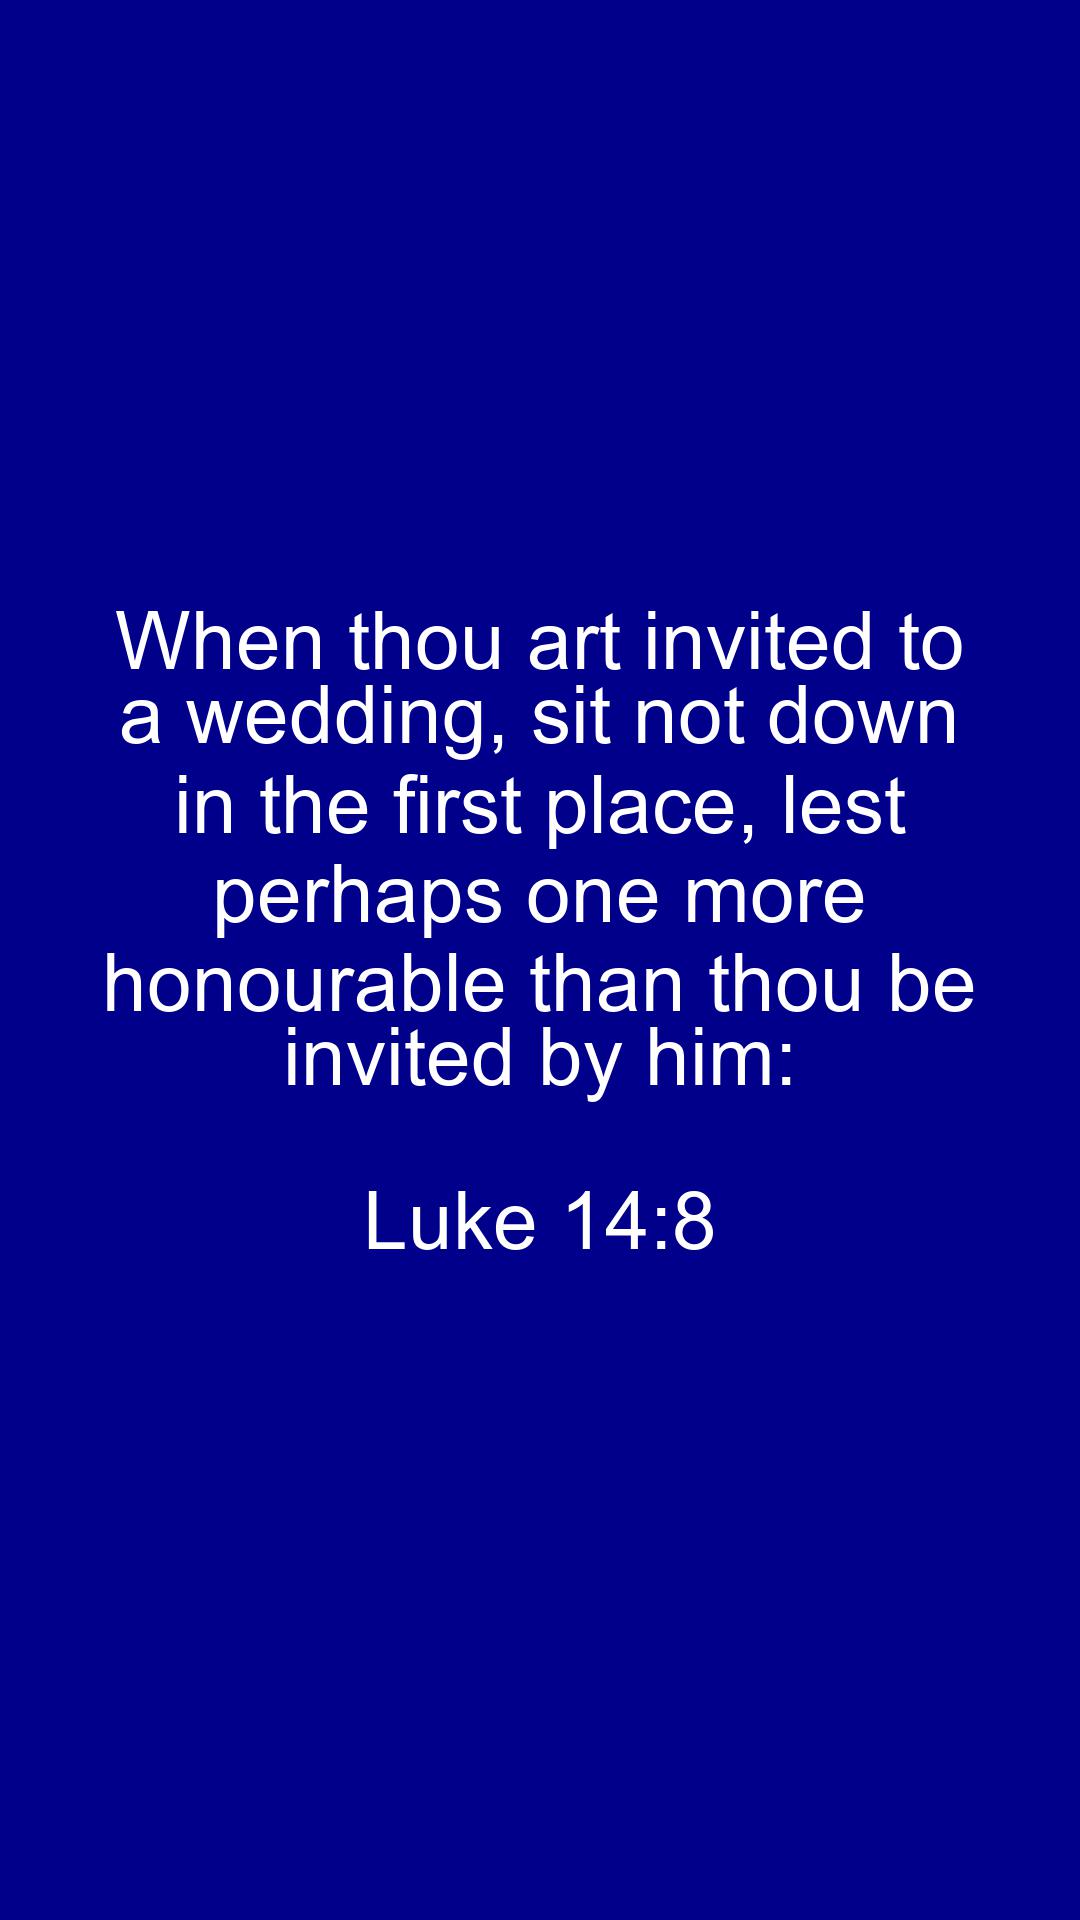 When thou art invited to
a wedding, sit not down
in the first place, lest
perhaps one more
honourable than thou be
invited by him:
Luke 14:8